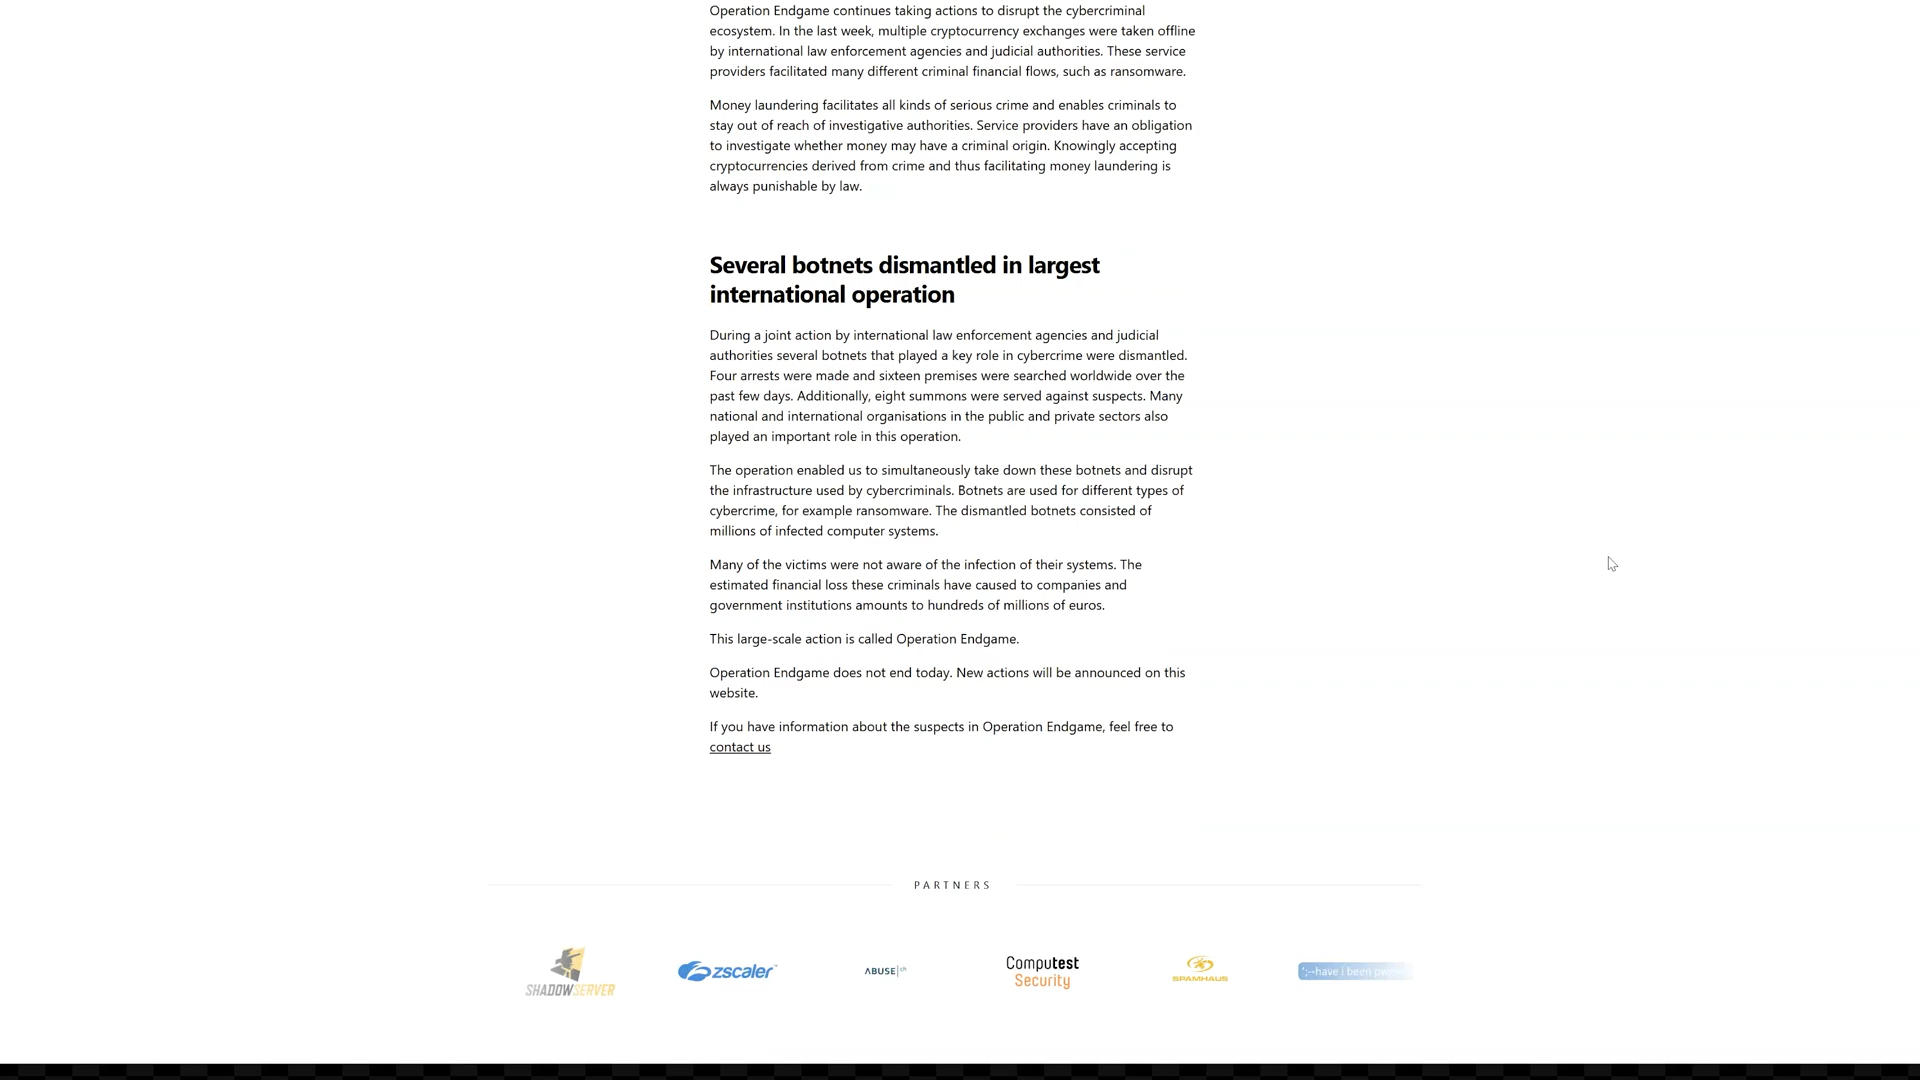 Operation Endgame continues taking actions to disrupt the cybercriminal
ecosystem. In the last week, multiple cryptocurrency exchanges were taken offline
by international law enforcement agencies and judicial authorities. These service
providers facilitated many different criminal financial flows, such as ransomware.
Money laundering facilitates all kinds of serious crime and enables criminals to
stay out of reach of investigative authorities. Service providers have an obligation
to investigate whether money may have a criminal origin. Knowingly accepting
cryptocurrencies derived from crime and thus facilitating money laundering is
always punishable by law.
Several botnets dismantled in largest
international operation
During a joint action by international law enforcement agencies and judicial
authorities several botnets that played a key role in cybercrime were dismantled.
Four arrests were made and sixteen premises were searched worldwide over the
past few days. Additionally, eight summons were served against suspects. Many
national and international organisations in the public and private sectors also
played an important role in this operation.
The operation enabled us to simultaneously take down these botnets and disrupt
the infrastructure used by cybercriminals. Botnets are used for different types of
cybercrime, for example ransomware. The dismantled botnets consisted of
millions of infected computer systems.
Many of the victims were not aware of the infection of their systems. The
estimated financial loss these criminals have caused to companies and
government institutions amounts to hundreds of millions of euros.
This large-scale action is called Operation Endgame.
Operation Endgame does not end today. New actions will be announced on this
website.
If you have information about the suspects in Operation Endgame, feel free to
contact us
PARTNERS
SHADOWSERVER
zscaler™
ABUSE|ch
Computest
Security
SPAMHAUS
';--have i been